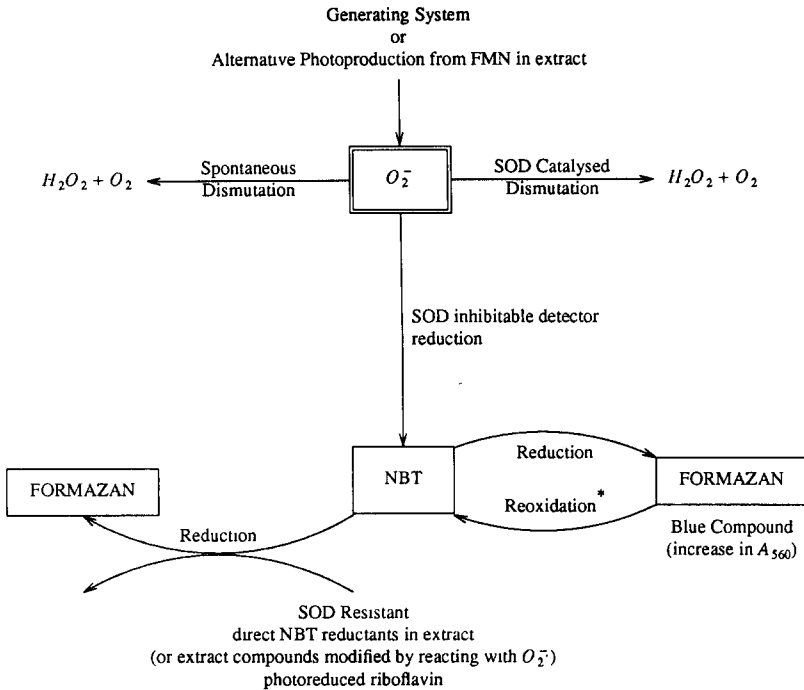 Generating System
or
Alternative Photoproduction from FMN in extract
Spontaneous
Dismutation
H₂O₂ + O₂
O₂⁻
SOD Catalysed
Dismutation
H₂O₂ + O₂
SOD inhibitable detector
reduction
NBT
Reduction
Reoxidation*
FORMAZAN
Blue Compound
(increase in A₅₆₀)
FORMAZAN
Reduction
SOD Resistant
direct NBT reductants in extract
(or extract compounds modified by reacting with O₂⁻)
photoreduced riboflavin